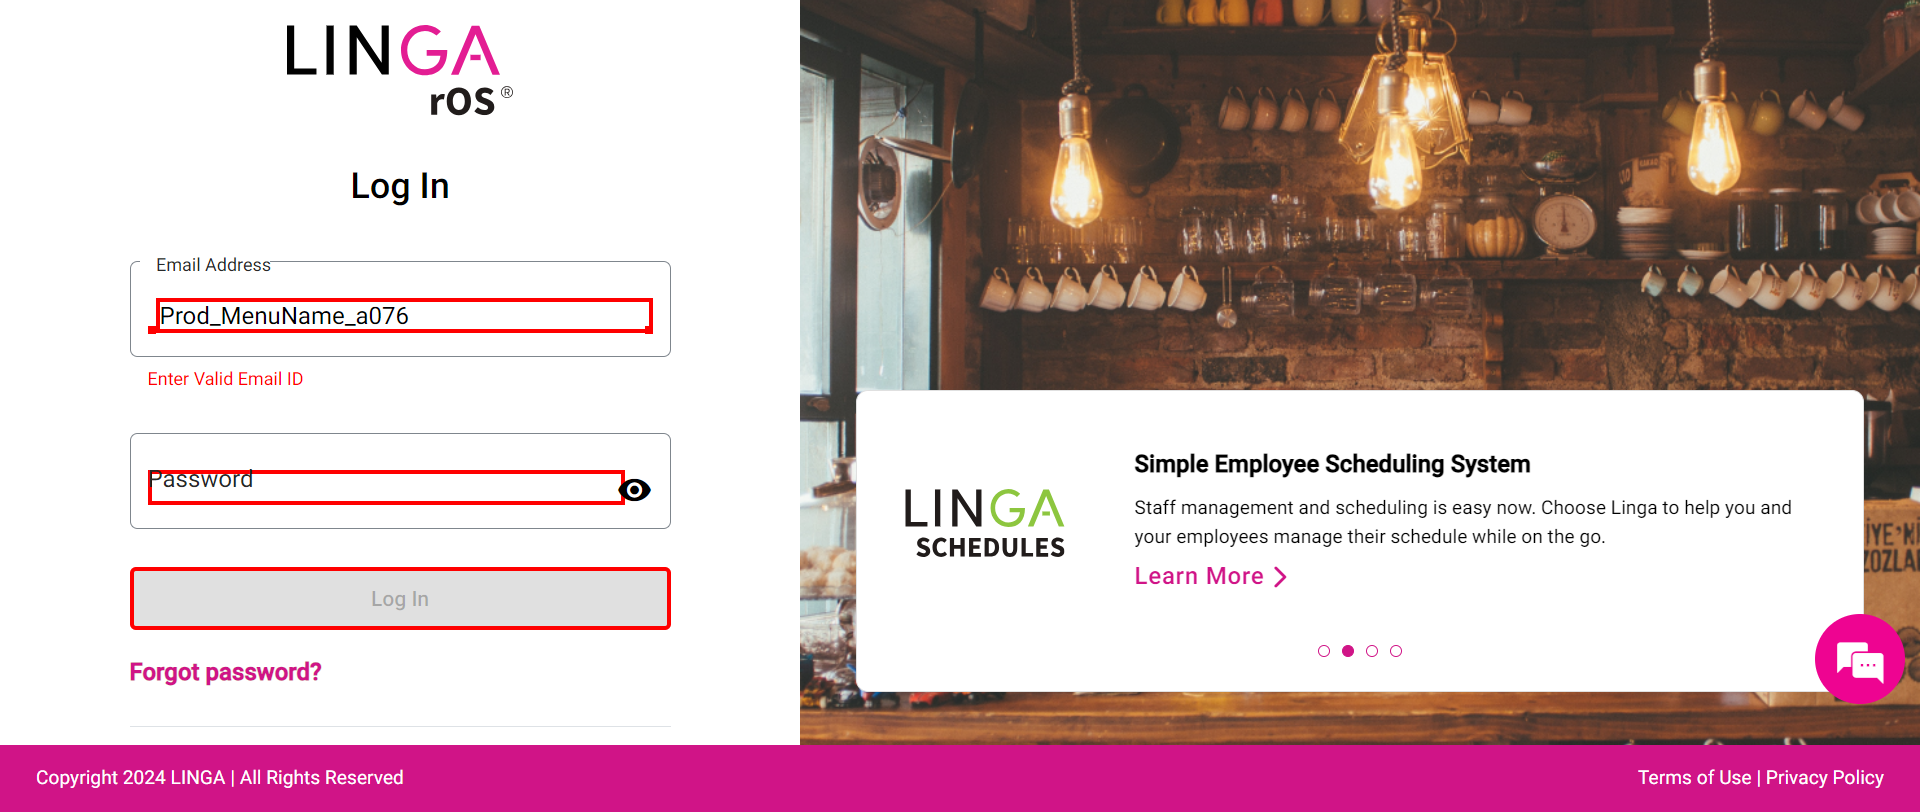 LINGA
rOS ®
Log In
Email Address
Prod_MenuName_a076
Enter Valid Email ID
Password
Log In
Forgot password?
LINGA
SCHEDULES
Simple Employee Scheduling System
Staff management and scheduling is easy now. Choose Linga to help you and
your employees manage their schedule while on the go.
Learn More
Copyright 2024 LINGA | All Rights Reserved
Terms of Use | Privacy Policy